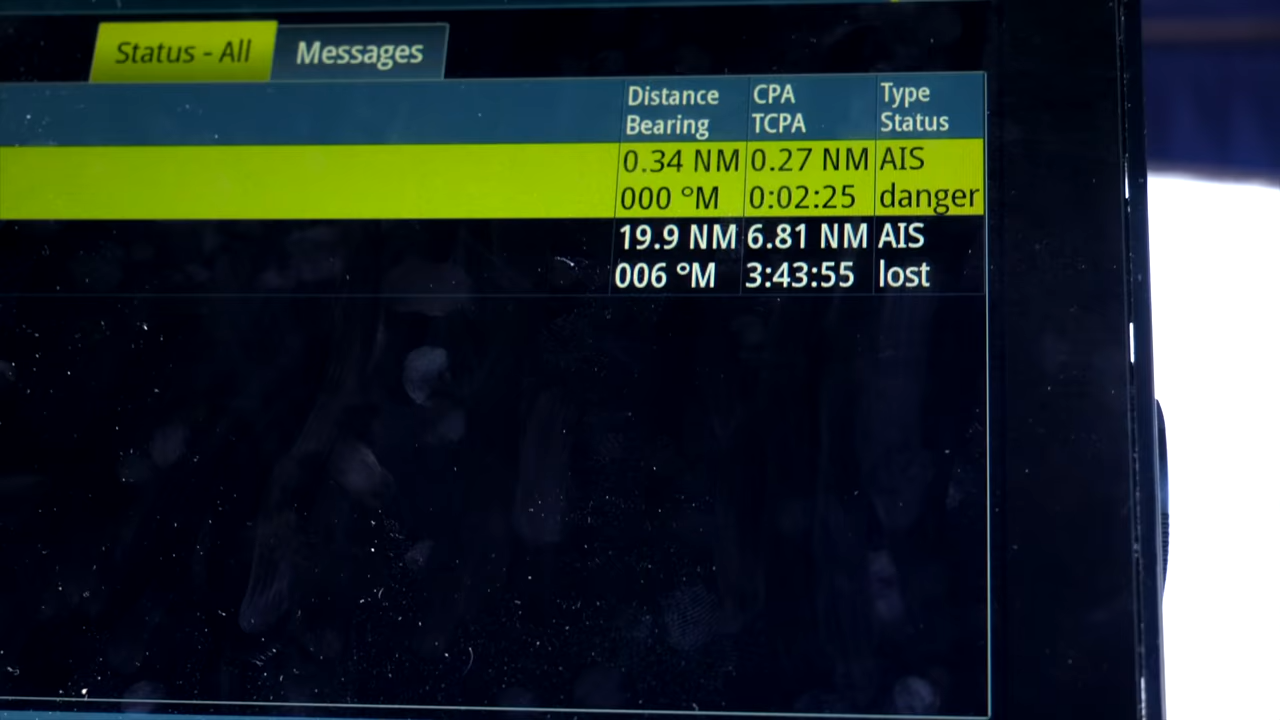 Status - All Messages
Distance CPA Type
Bearing TCPA Status
0.34 NM 0.27 NM AIS
000 °M 0:02:25 danger
19.9 NM 6.81 NM AIS
006 °M 3:43:55 lost